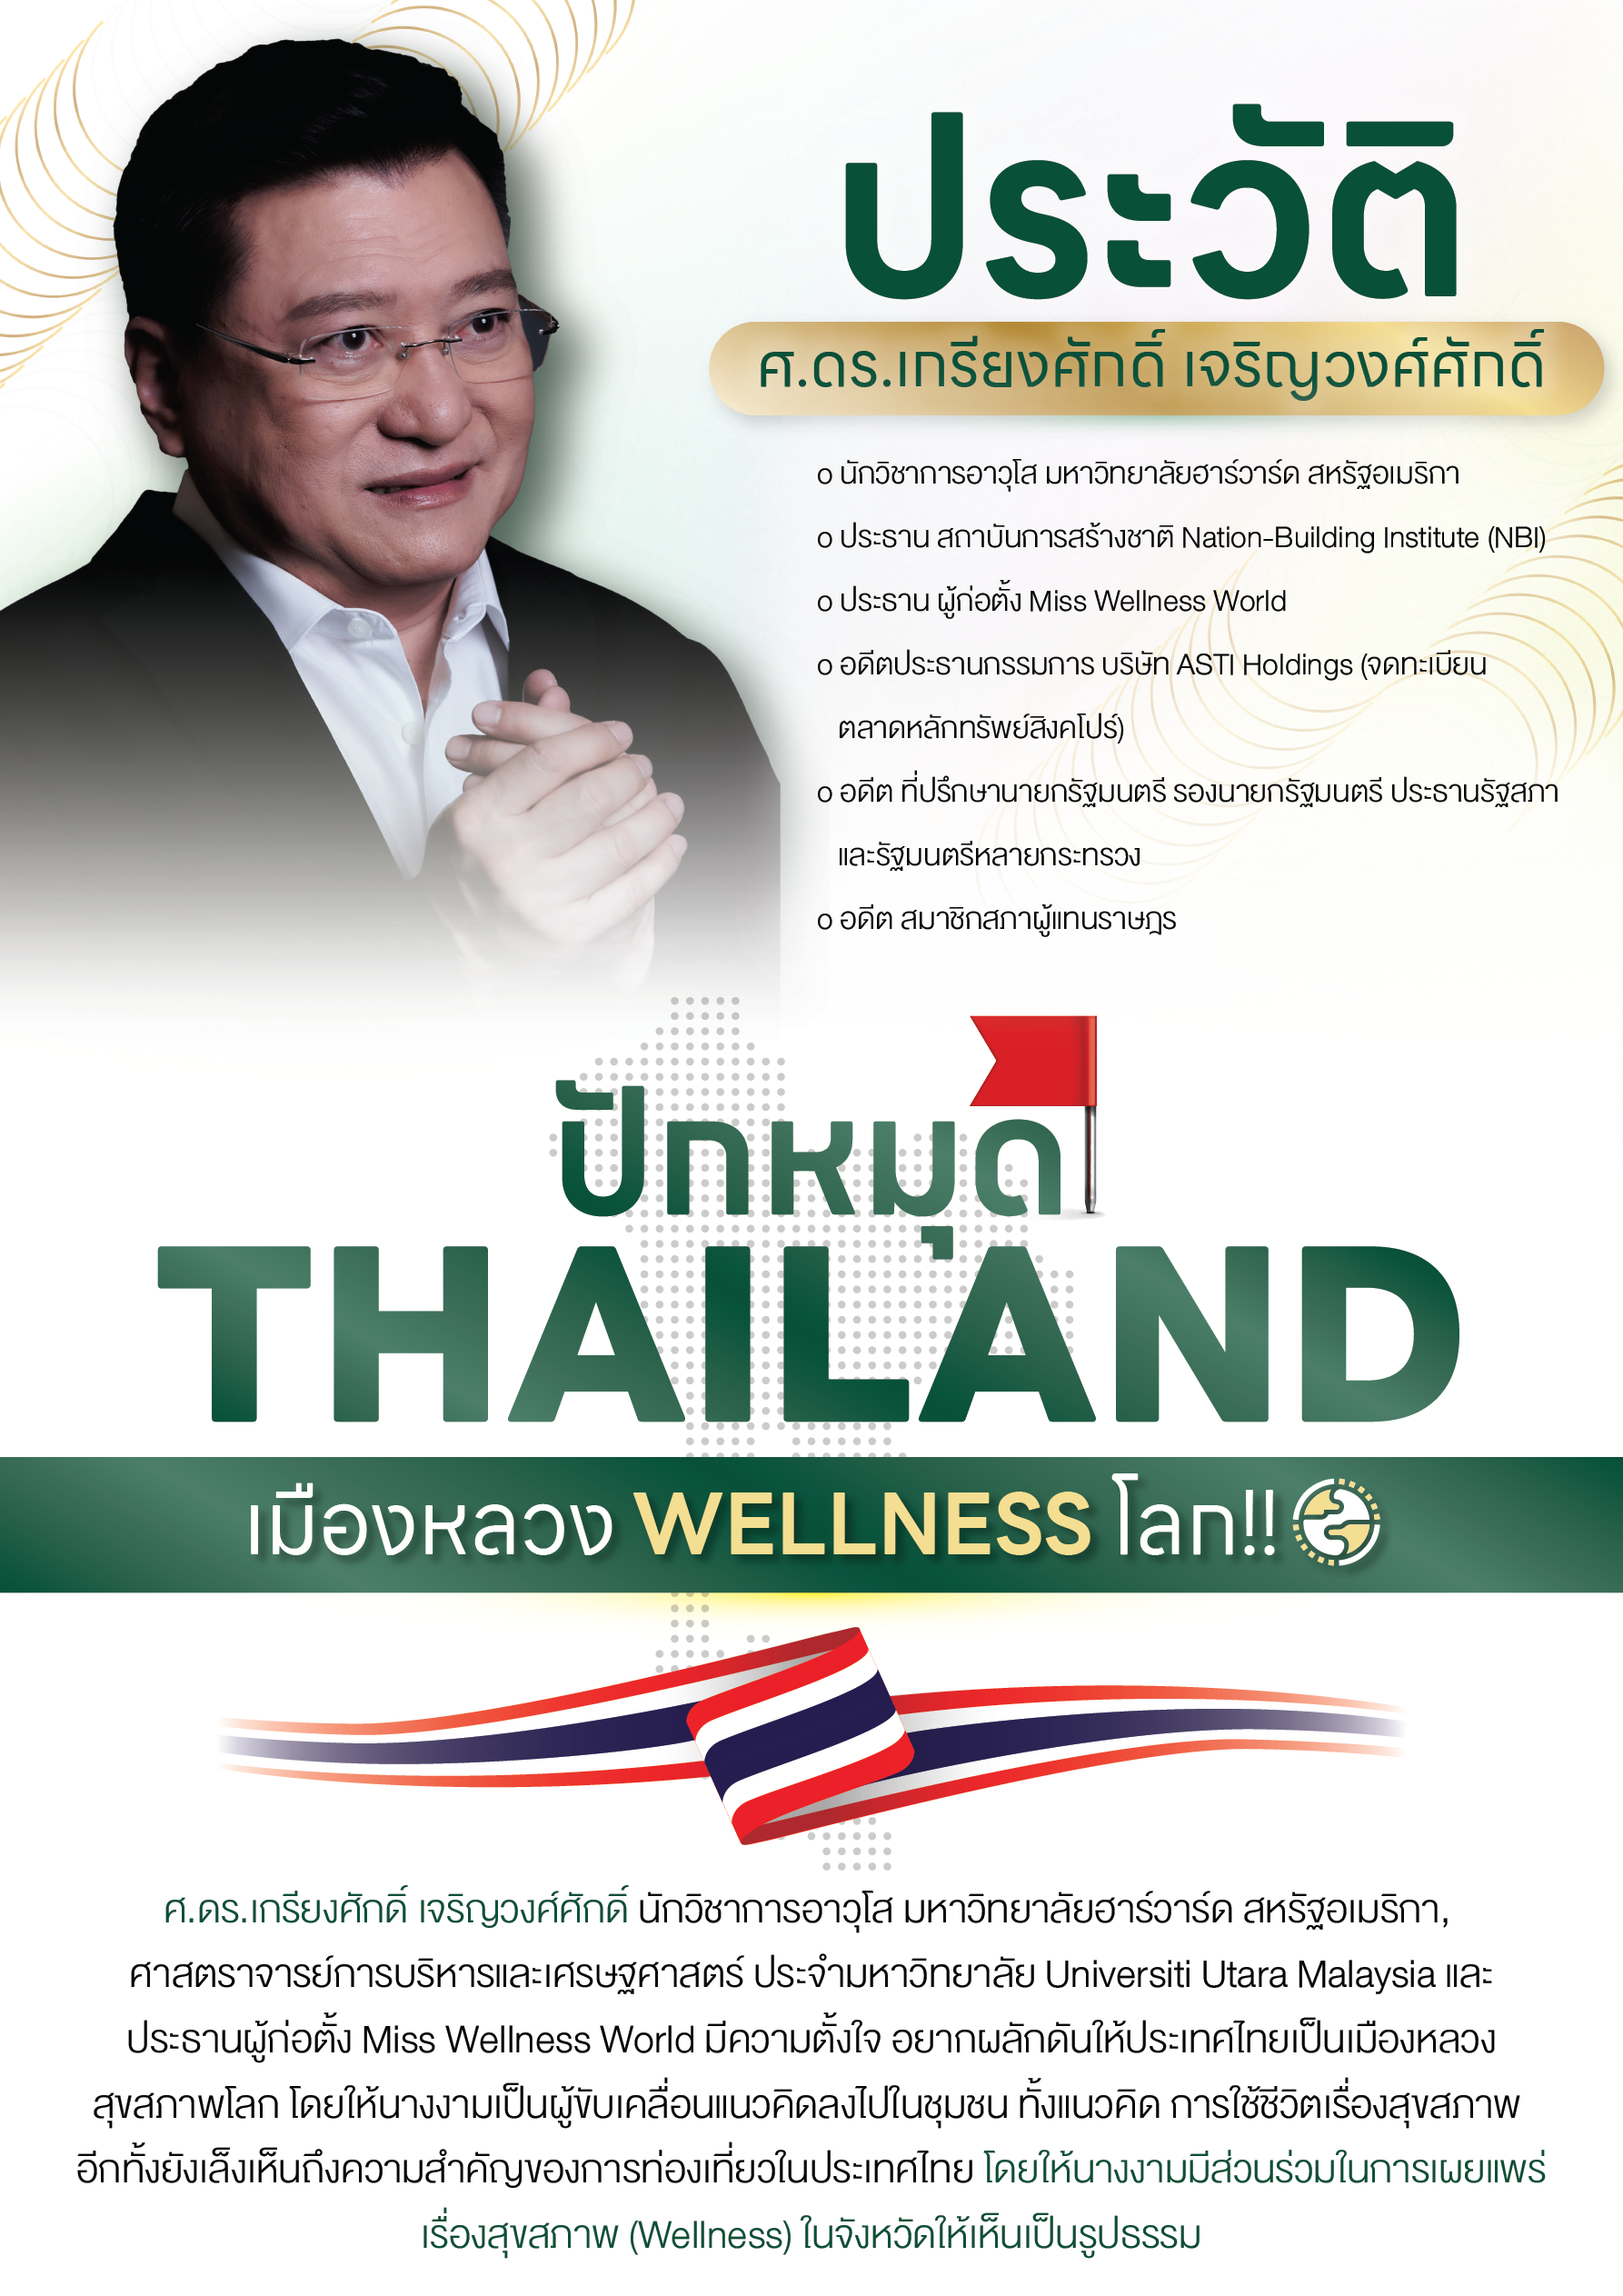 ประวัติ
ศ.ดร.เกรียงศักดิ์ เจริญวงศ์ศักดิ์
o นักวิชาการอาวุโส มหาวิทยาลัยฮาร์วาร์ด สหรัฐอเมริกา
o ประธาน สถาบันการสร้างชาติ Nation-Building Institute (NBI)
o ประธาน ผู้ก่อตั้ง Miss Wellness World
o อดีตประธานกรรมการ บริษัท ASTI Holdings (จดทะเบียน
ตลาดหลักทรัพย์สิงคโปร์)
o อดีต ที่ปรึกษานายกรัฐมนตรี รองนายกรัฐมนตรี ประธานรัฐสภา
และรัฐมนตรีหลายกระทรวง
o อดีต สมาชิกสภาผู้แทนราษฎร
ปักหมุด
THAILAND
เมืองหลวง WELLNESS โลก!!
ศ.ดร.เกรียงศักดิ์ เจริญวงศ์ศักดิ์ นักวิชาการอาวุโส มหาวิทยาลัยฮาร์วาร์ด สหรัฐอเมริกา,
ศาสตราจารย์การบริหารและเศรษฐศาสตร์ ประจำมหาวิทยาลัย Universiti Utara Malaysia และ
ประธานผู้ก่อตั้ง Miss Wellness World มีความตั้งใจ อยากผลักดันให้ประเทศไทยเป็นเมืองหลวง
สุขสภาพโลก โดยให้นางงามเป็นผู้ขับเคลื่อนแนวคิดลงไปในชุมชน ทั้งแนวคิด การใช้ชีวิตเรื่องสุขสภาพ
อีกทั้งยังเล็งเห็นถึงความสำคัญของการท่องเที่ยวในประเทศไทย โดยให้นางงามมีส่วนร่วมในการเผยแพร่
เรื่องสุขสภาพ (Wellness) ในจังหวัดให้เห็นเป็นรูปธรรม